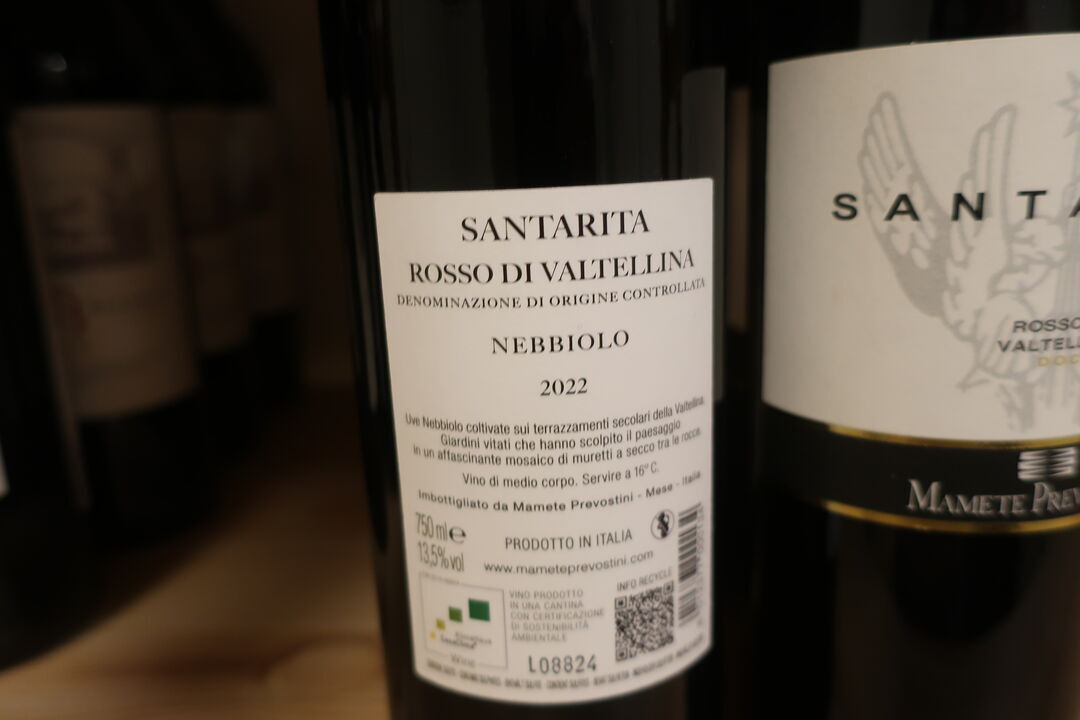 SANTARITA
ROSSO DI VALTELLINA
DENOMINAZIONE DI ORIGINE CONTROLLATA
NEBBIOLO
2022
Uve Nebbiolo coltivate sui terrazzamenti secolari della Valtellina.
Giardini vitati che hanno scolpito il paesaggio
in un affascinante mosaico di muretti a secco tra le rocce.
Vino di medio corpo. Servire a 16° C.
Imbottigliato da Mamete Prevostini - Mese - Italia
750 ml e
13,5% vol
PRODOTTO IN ITALIA
www.mameteprevostini.com
INFO RECYCLE
VINO PRODOTTO
IN UNA CANTINA
CON CERTIFICAZIONE
DI SOSTENIBILITÀ
AMBIENTALE
L08824
SANTA
ROSSO
VALTELL
DOC
MAMETE PREV